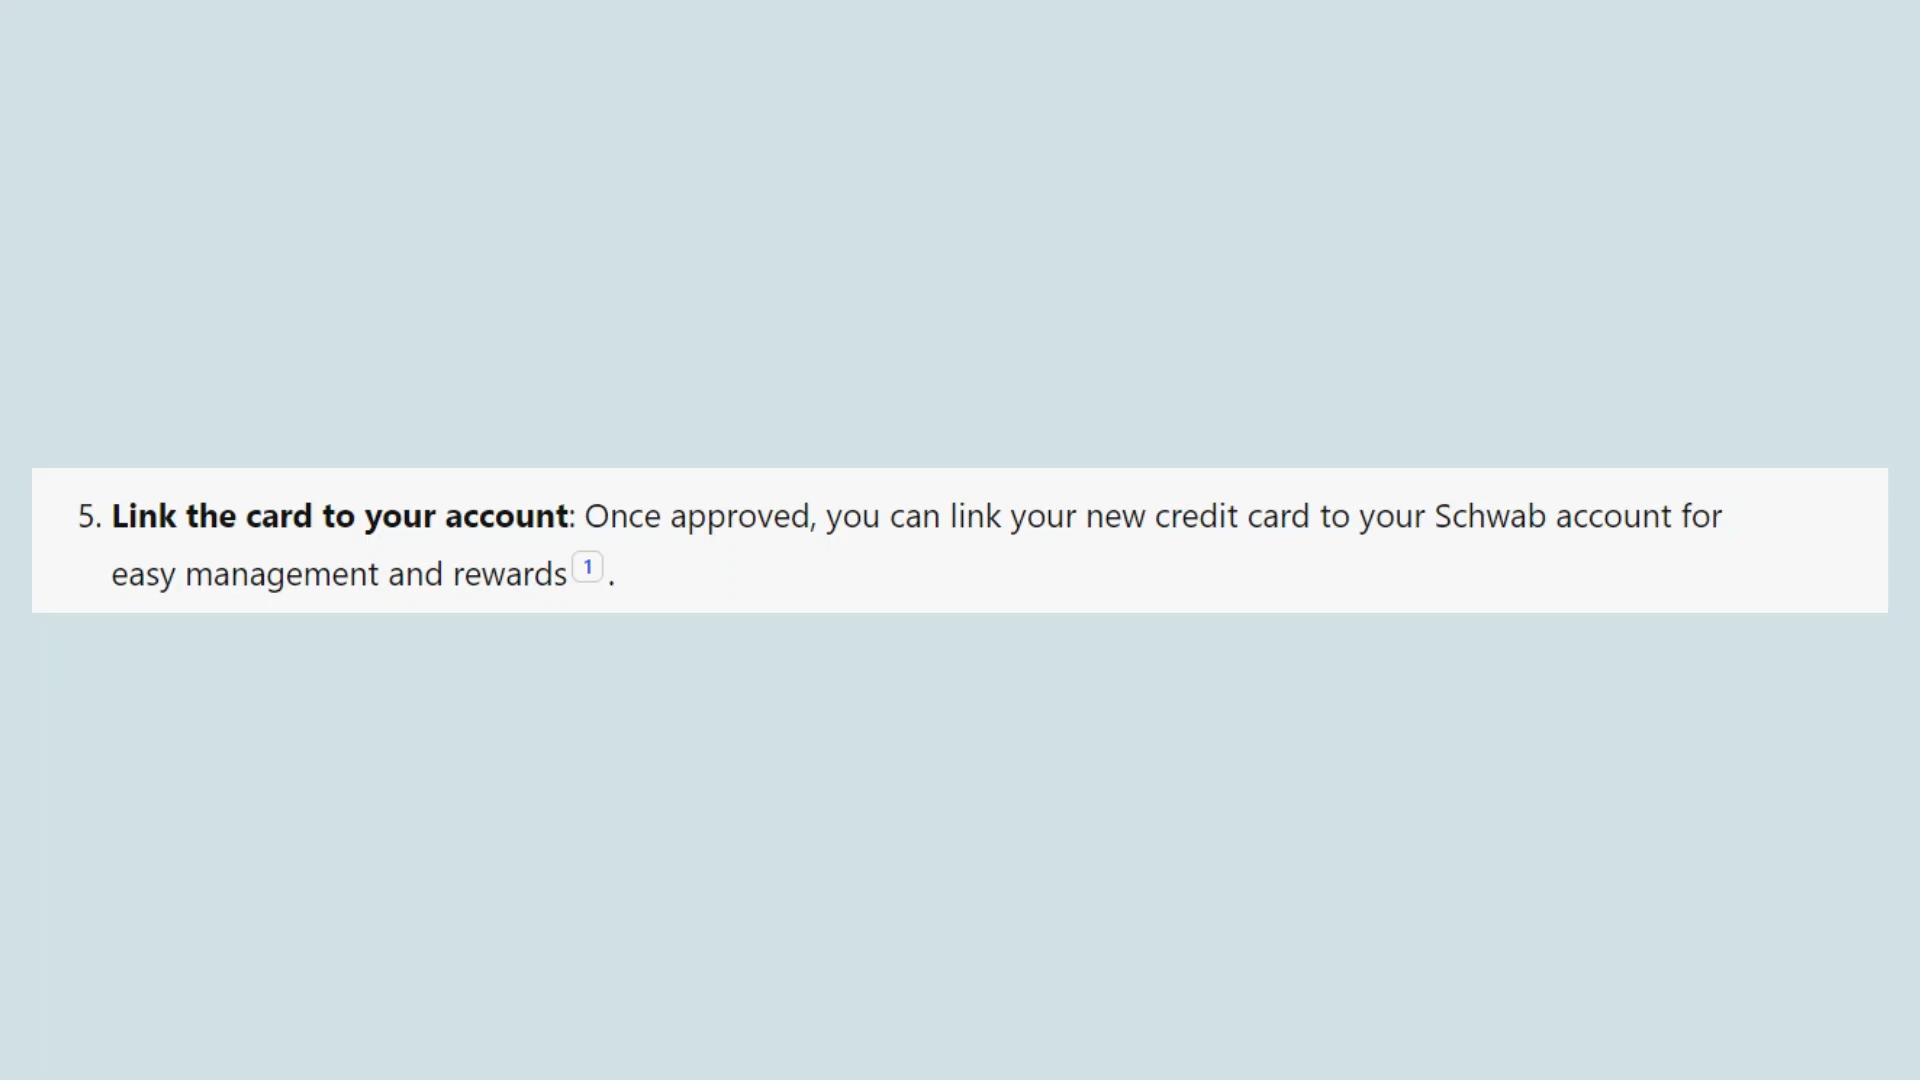 5. Link the card to your account: Once approved, you can link your new credit card to your Schwab account for
easy management and rewards 1 .